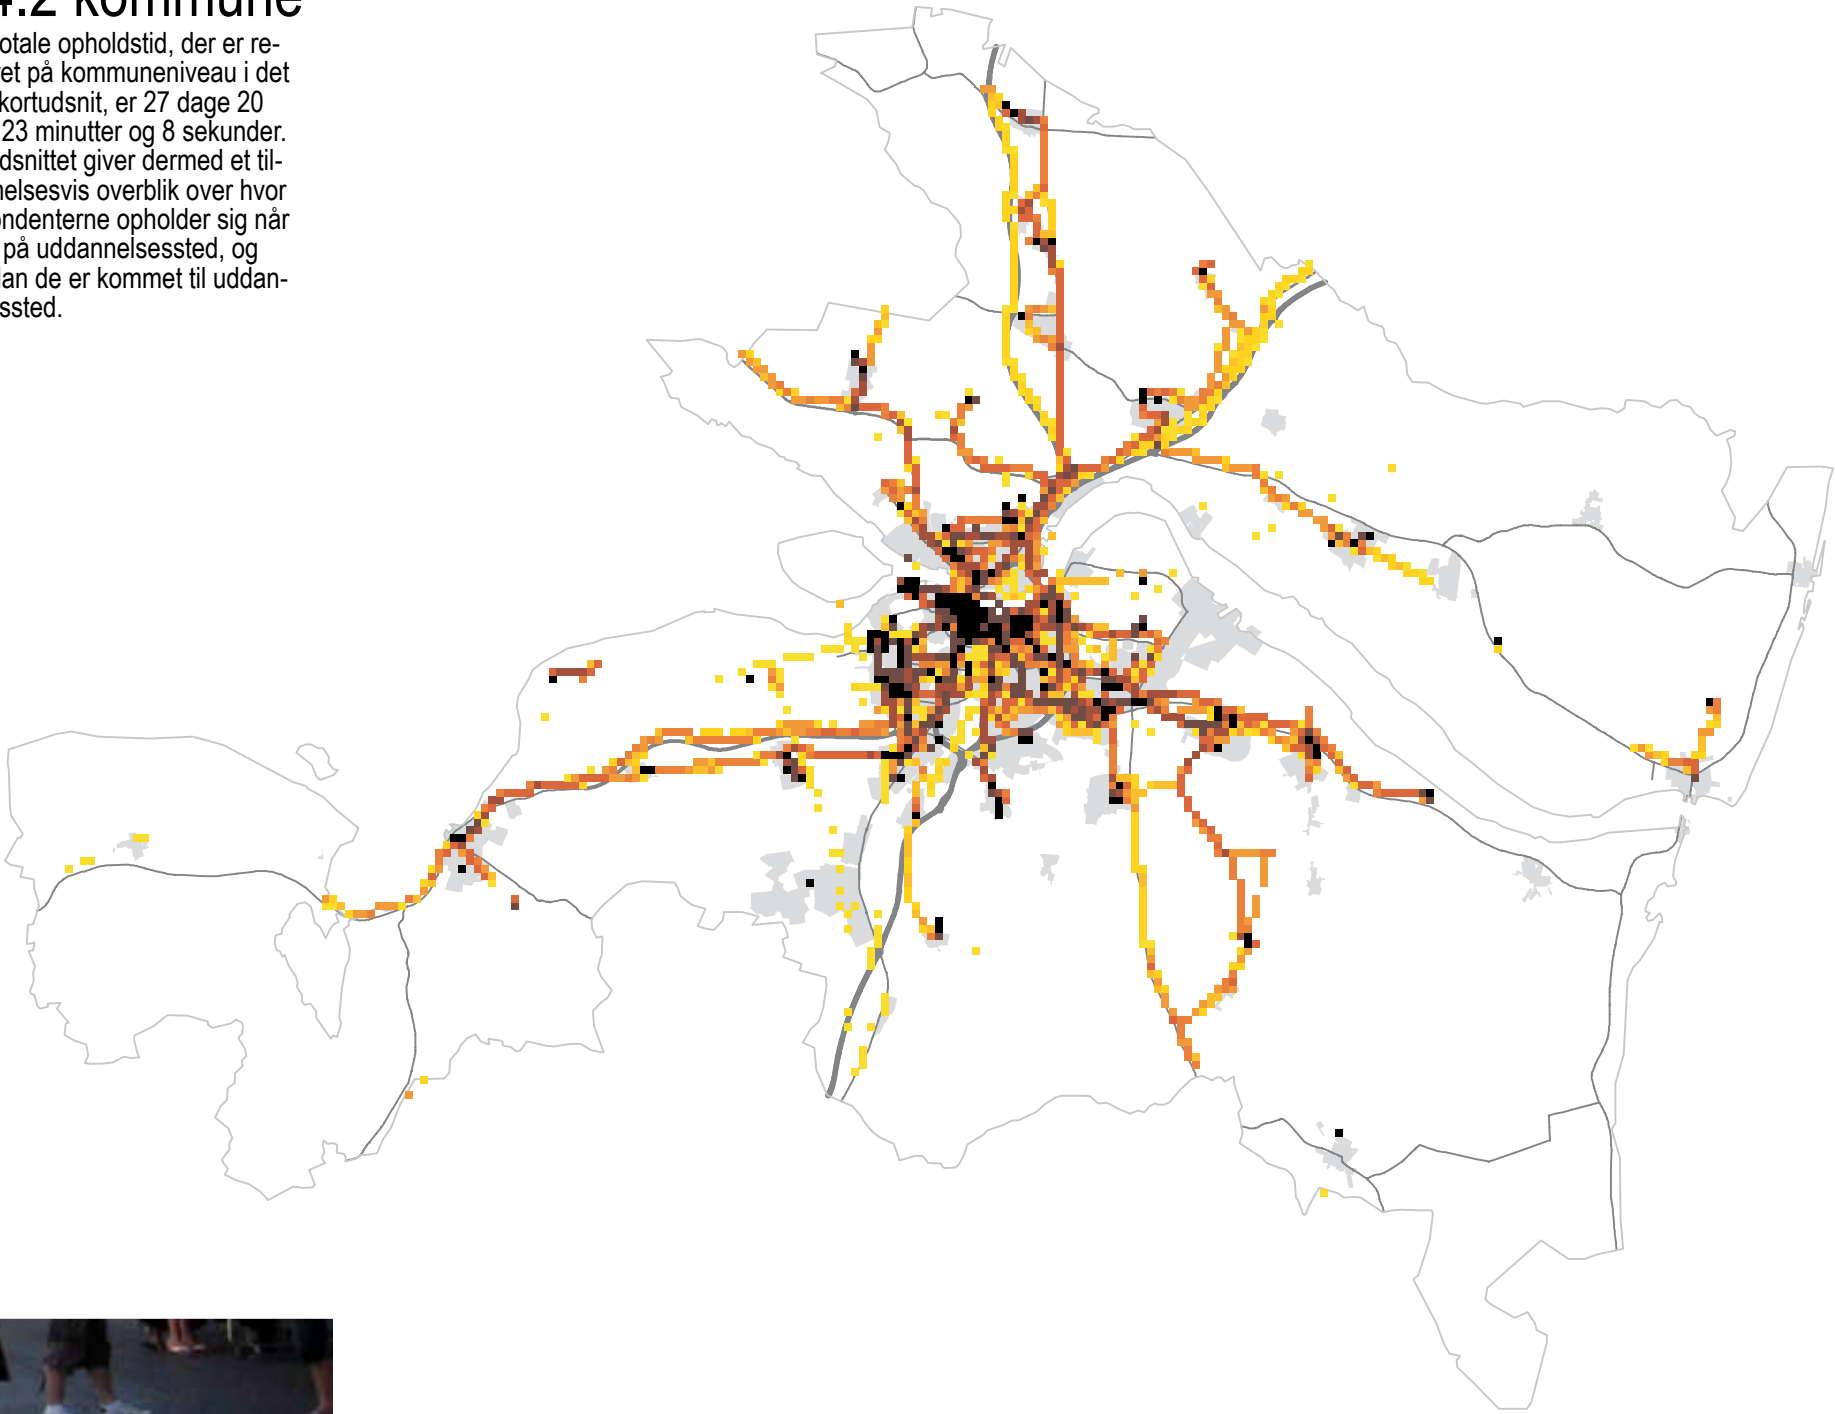 4.2 kommune
otale opholdstid, der er re-
ret på kommuneniveau i det
kortudsnit, er 27 dage 20
23 minutter og 8 sekunder.
dsnittet giver dermed et til-
nelsesvis overblik over hvor
ondenterne opholder sig når
på uddannelsessted, og
dan de er kommet til uddan-
ssted.